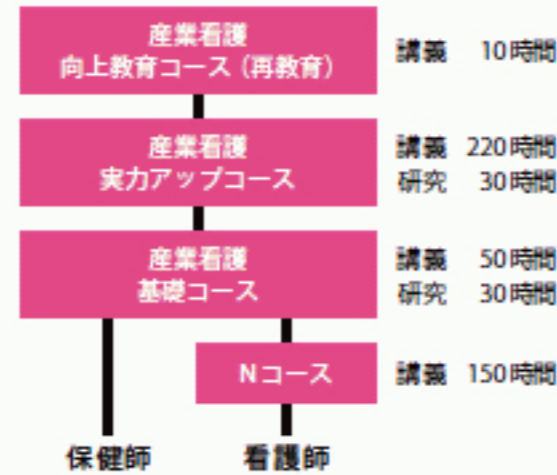 産業看護
向上教育コース（再教育）
講義 10時間
産業看護
実力アップコース
講義 220時間
研究 30時間
産業看護
基礎コース
講義 50時間
研究 30時間
Nコース
講義 150時間
保健師
看護師